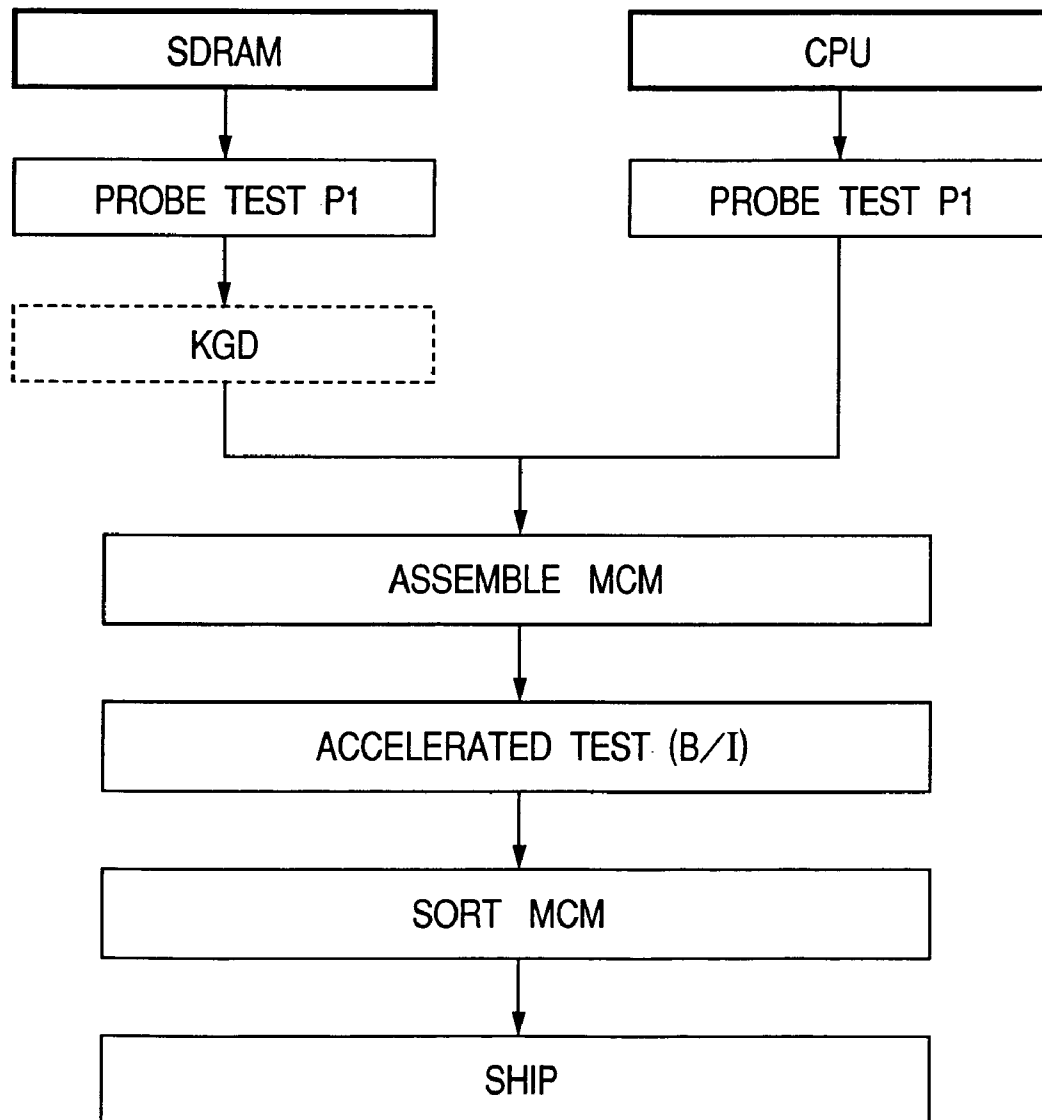 SDRAM
CPU
PROBE TEST P1
PROBE TEST P1
KGD
ASSEMBLE MCM
ACCELERATED TEST (B/I)
SORT MCM
SHIP